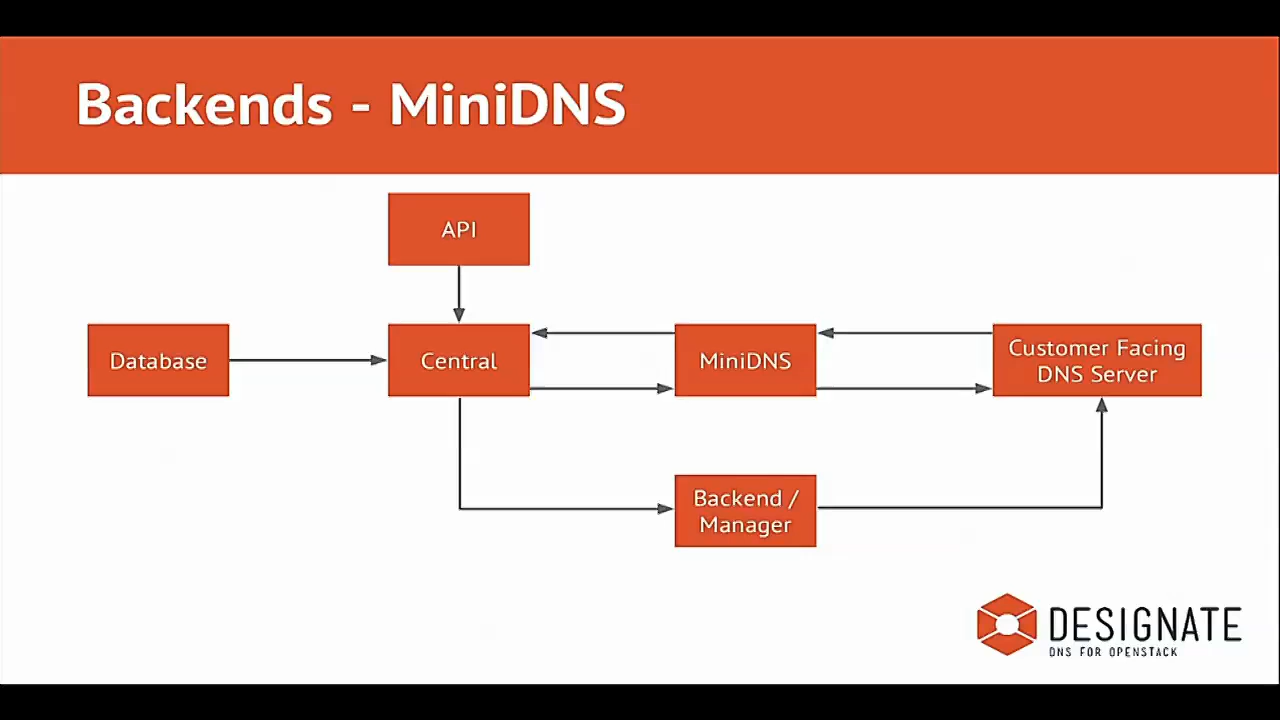 Backends - MiniDNS
API
Database
Central
MiniDNS
Customer Facing
DNS Server
Backend /
Manager
DESIGNATE
DNS FOR OPENSTACK